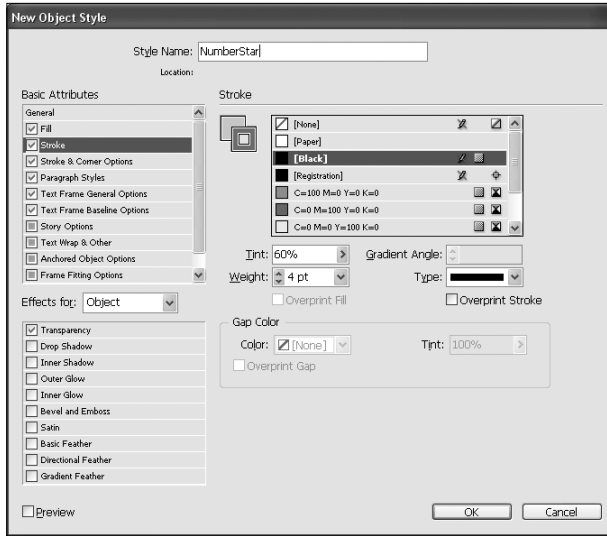 New Object Style
Style Name: NumberStar
Location:
Basic Attributes
General
Fill
Stroke
Stroke & Corner Options
Paragraph Styles
Text Frame General Options
Text Frame Baseline Options
Story Options
Text Wrap & Other
Anchored Object Options
Frame Fitting Options
Effects for: Object
Transparency
Drop Shadow
Inner Shadow
Outer Glow
Inner Glow
Bevel and Emboss
Satin
Basic Feather
Directional Feather
Gradient Feather
Stroke
[None]
[Paper]
[Black]
[Registration]
C=100 M=0 Y=0 K=0
C=0 M=100 Y=0 K=0
C=0 M=0 Y=100 K=0
Tint: 60% Gradient Angle:
Weight: 4 pt Type:
Overprint Fill Overprint Stroke
Gap Color
Color: [None] Tint: 100%
Overprint Gap
Preview OK Cancel